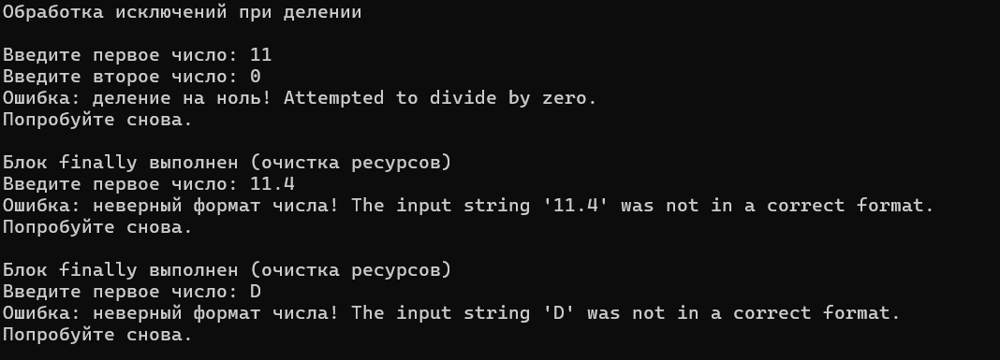 Обработка исключений при делении
Введите первое число: 11
Введите второе число: 0
Ошибка: деление на ноль! Attempted to divide by zero.
Попробуйте снова.
Блок finally выполнен (очистка ресурсов)
Введите первое число: 11.4
Ошибка: неверный формат числа! The input string '11.4' was not in a correct format.
Попробуйте снова.
Блок finally выполнен (очистка ресурсов)
Введите первое число: D
Ошибка: неверный формат числа! The input string 'D' was not in a correct format.
Попробуйте снова.